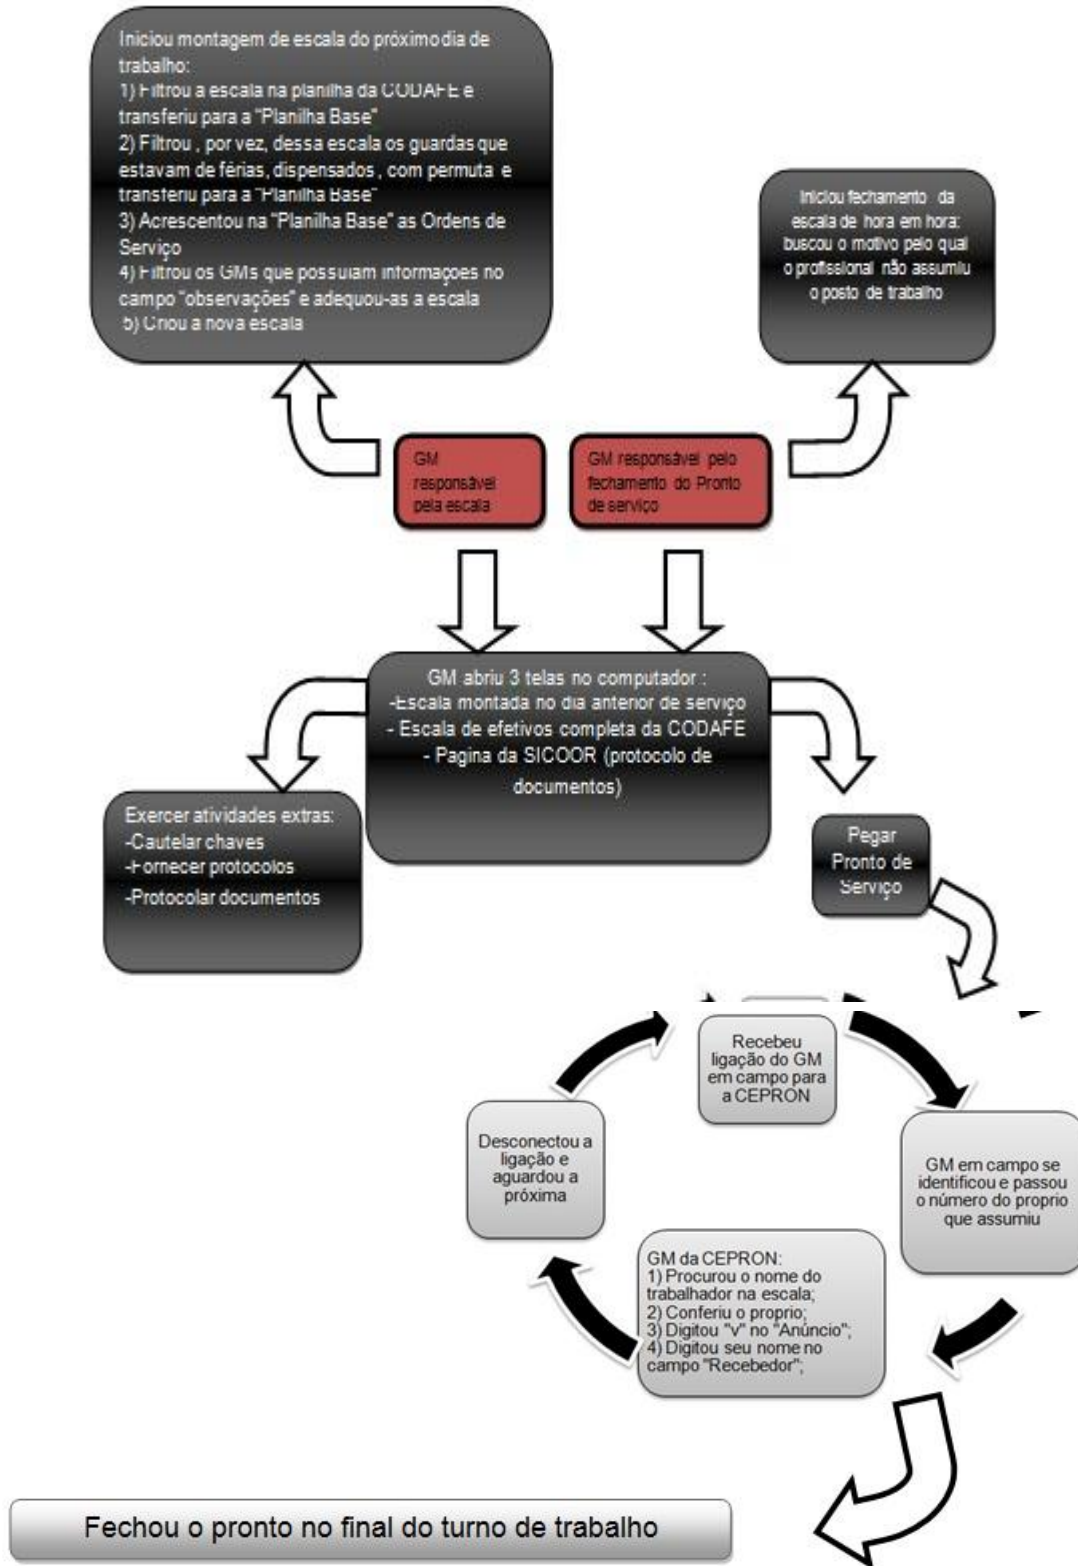 Iniciou montagem de escala do próximo dia de
trabalho:
1) Filtrou a escala na planilha da CODAFE e
transferiu para a "Planilha Base"
2) Filtrou , por vez, dessa escala os guardas que
estavam de férias, dispensados , com permuta e
transferiu para a "Planilha Base"
3) Acrescentou na "Planilha Base" as Ordens de
Serviço
4) Filtrou os GMs que possuiam informações no
campo "observações" e adequou-as a escala
5) Criou a nova escala
Iniciou fechamento da
escala de hora em hora:
buscou o motivo pelo qual
o profissional não assumiu
o posto de trabalho
GM
responsável
pela escala
GM responsável pelo
fechamento do Pronto
de serviço
GM abriu 3 telas no computador :
-Escala montada no dia anterior de serviço
- Escala de efetivos completa da CODAFE
- Pagina da SICOOR (protocolo de
documentos)
Exercer atividades extras:
-Cautelar chaves
-Fornecer protocolos
-Protocolar documentos
Pegar
Pronto de
Serviço
Recebeu
ligação do GM
em campo para
a CEPRON
GM em campo se
identificou e passou
o número do proprio
que assumiu
GM da CEPRON:
1) Procurou o nome do
trabalhador na escala;
2) Conferiu o proprio;
3) Digitou "v" no "Anúncio";
4) Digitou seu nome no
campo "Recebedor";
Desconectou a
ligação e
aguardou a
próxima
Fechou o pronto no final do turno de trabalho